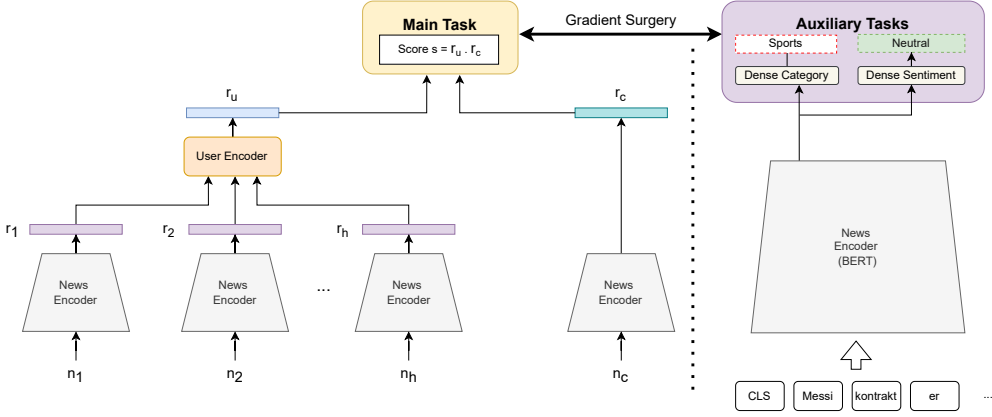 Main Task
Score s = r_u . r_c
Gradient Surgery
Auxiliary Tasks
Sports
Neutral
Dense Category
Dense Sentiment
r_u
r_c
User Encoder
r_1
r_2
r_h
News
Encoder
News
Encoder
...
News
Encoder
News
Encoder
News
Encoder
(BERT)
n_1
n_2
n_h
n_c
CLS
Messi
kontrakt
er
...